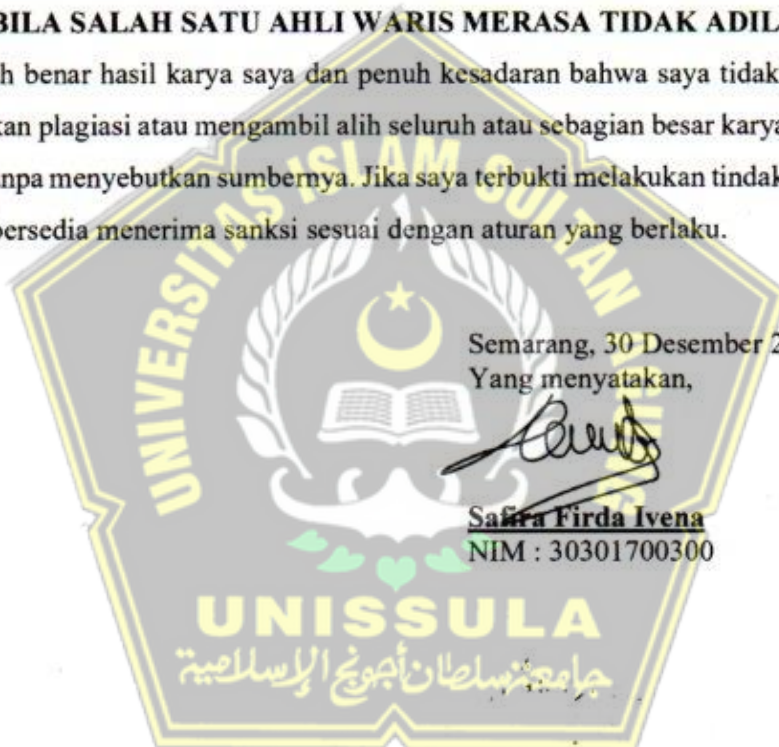 BILA SALAH SATU AHLI WARIS MERASA TIDAK ADIL
h benar hasil karya saya dan penuh kesadaran bahwa saya tidak
kan plagiasi atau mengambil alih seluruh atau sebagian besar karya
npa menyebutkan sumbernya. Jika saya terbukti melakukan tindak
bersedia menerima sanksi sesuai dengan aturan yang berlaku.
UNIVERSITAS ISLAM SULTAN AGUNG
Semarang, 30 Desember 2
Yang menyatakan,
Safira Firda Ivena
NIM : 30301700300
UNISSULA
جامعة سلطان أجونج الإسلامية